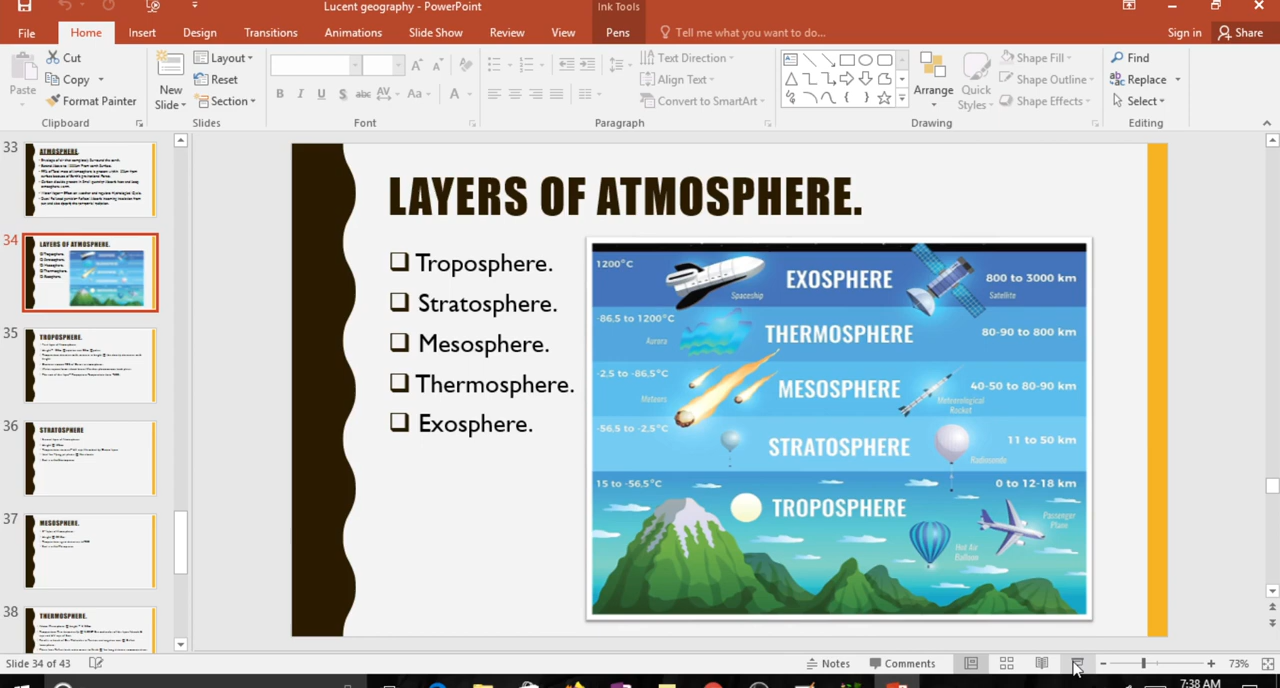 Lucent geography - PowerPoint
Ink Tools
File Home Insert Design Transitions Animations Slide Show Review View Pens Tell me what you want to do... Sign in Share
Paste
Cut
Copy
Format Painter
Clipboard
New Slide
Layout
Reset
Section
Slides
B I U S abc AV Aa A
Font
Text Direction
Align Text
Convert to SmartArt
Paragraph
Arrange
Quick Styles
Shape Fill
Shape Outline
Shape Effects
Drawing
Find
Replace
Select
Editing
33
ATMOSPHERE.
34
LAYERS OF ATMOSPHERE.
Troposphere.
Stratosphere.
Mesosphere.
Thermosphere.
Exosphere.
35
TROPOSPHERE.
36
STRATOSPHERE
37
MESOSPHERE.
38
THERMOSPHERE.
LAYERS OF ATMOSPHERE.
Troposphere.
Stratosphere.
Mesosphere.
Thermosphere.
Exosphere.
1200°C
Spaceship
EXOSPHERE
Satellite
800 to 3000 km
-86.5 to 1200°C
Aurora
THERMOSPHERE
80-90 to 800 km
-2.5 to -86.5°C
Meteors
MESOSPHERE
Meteorological
Rocket
40-50 to 80-90 km
-56.5 to -2.5°C
STRATOSPHERE
Radiosonde
11 to 50 km
15 to -56.5°C
TROPOSPHERE
0 to 12-18 km
Hot Air
Balloon
Passenger
Plane
Slide 34 of 43 Notes Comments 73%
7:38 AM